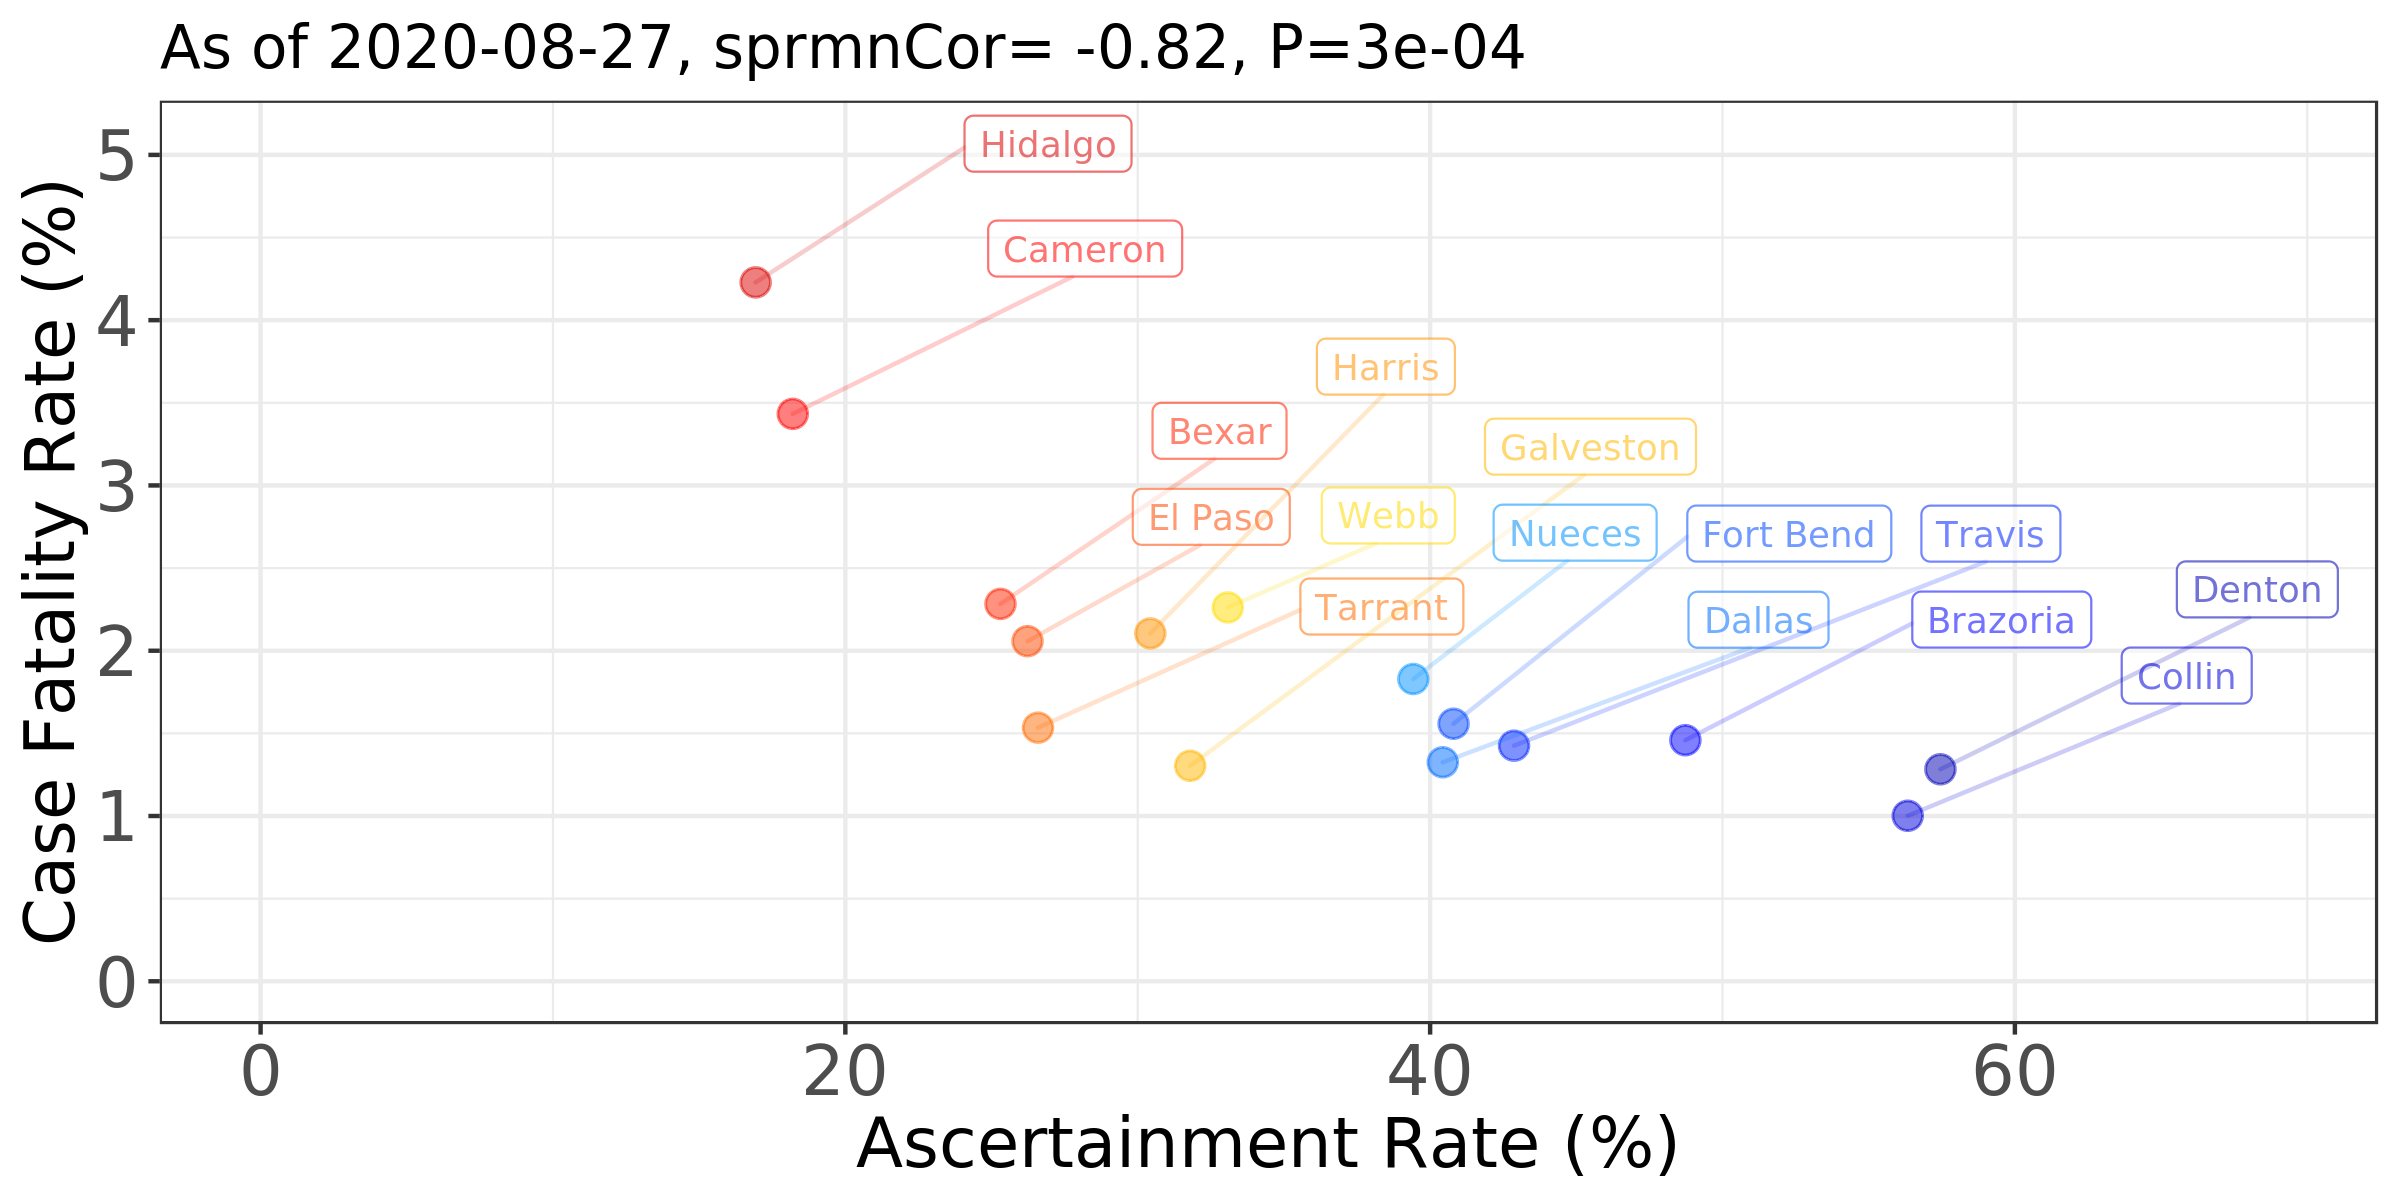 As of 2020-08-27, sprmnCor= -0.82, P=3e-04
Case Fatality Rate (%)
5
4
3
2
1
0
Hidalgo
Cameron
Harris
Bexar
Galveston
El Paso
Webb
Nueces
Fort Bend
Travis
Denton
Tarrant
Dallas
Brazoria
Collin
0
20
40
60
Ascertainment Rate (%)